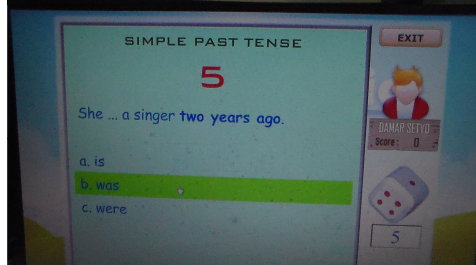 SIMPLE PAST TENSE
5
She ... a singer two years ago.
a. is
b. was
c. were
EXIT
DAMAR SETYO
Score : 0
5